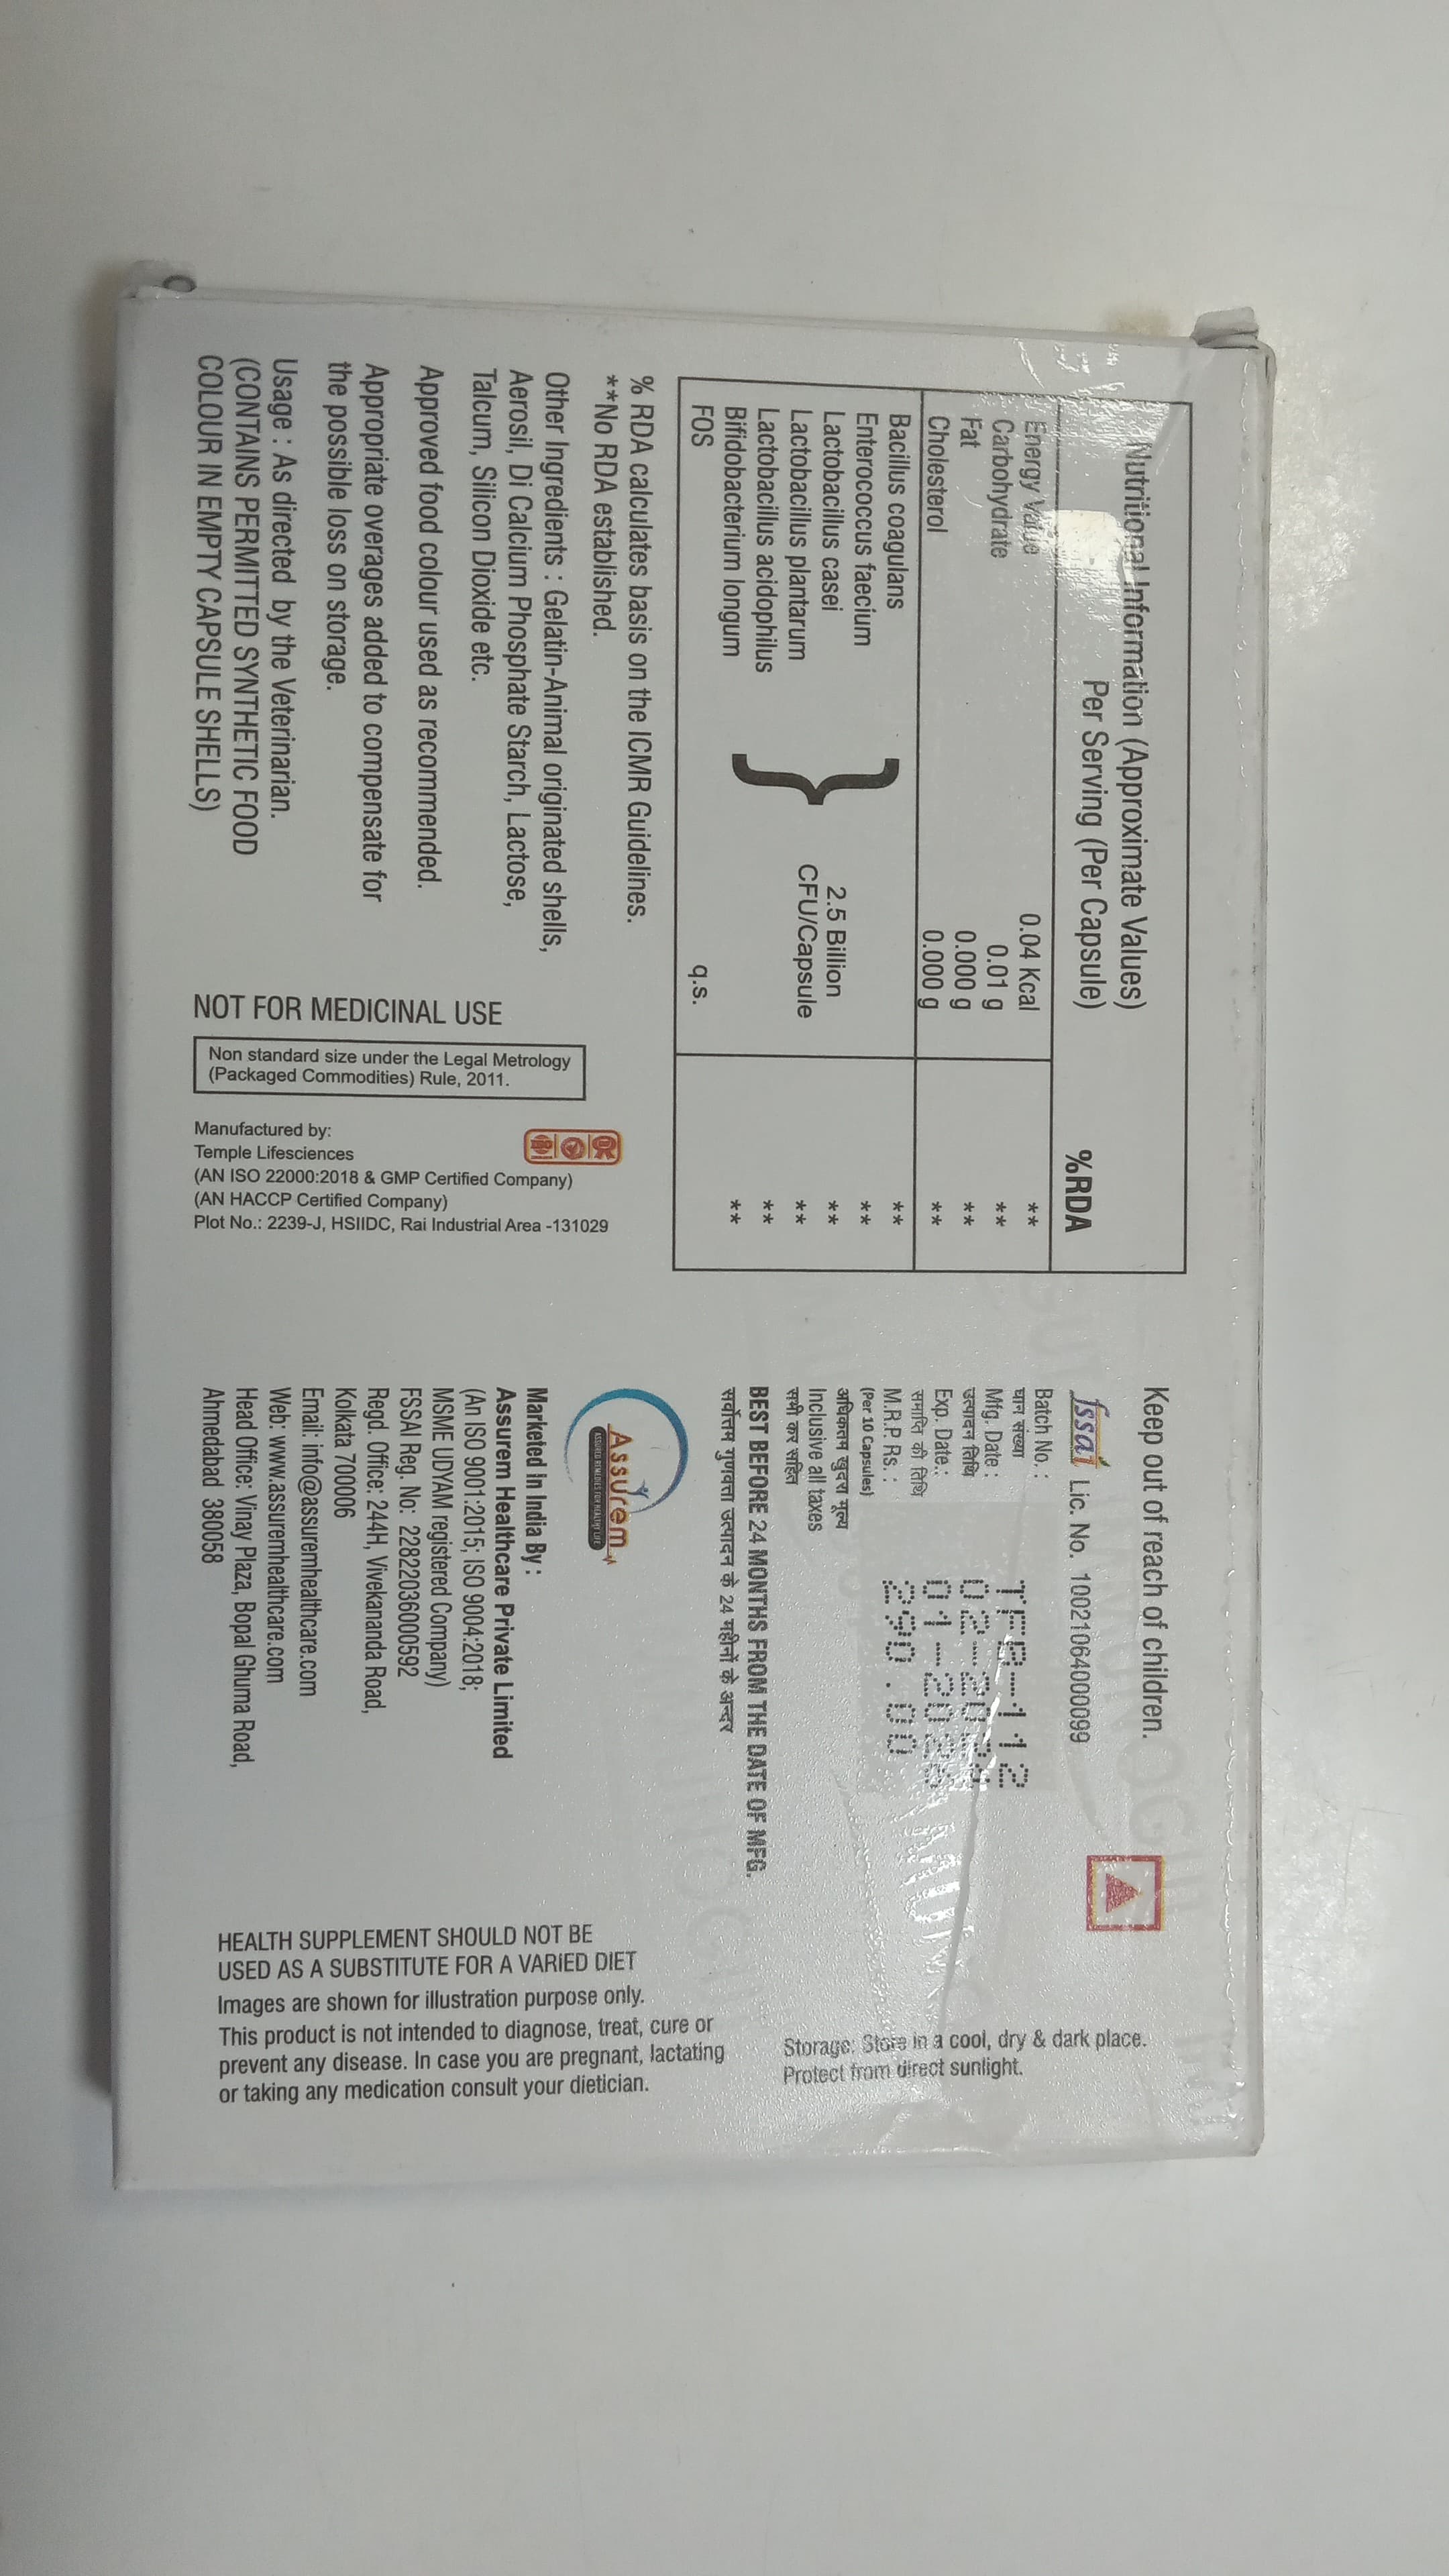 Nutritional Information (Approximate Values)
Per Serving (Per Capsule) %RDA
Energy Value 0.04 Kcal **
Carbohydrate 0.01 g **
Fat 0.000 g **
Cholesterol 0.000 g **
Bacillus coagulans **
Enterococcus faecium **
Lactobacillus casei 2.5 Billion **
Lactobacillus plantarum CFU/Capsule **
Lactobacillus acidophilus **
Bifidobacterium longum **
FOS q.s.
% RDA calculates basis on the ICMR Guidelines.
**No RDA established.
Other Ingredients : Gelatin-Animal originated shells,
Aerosil, Di Calcium Phosphate Starch, Lactose,
Talcum, Silicon Dioxide etc.
Approved food colour used as recommended.
Appropriate overages added to compensate for
the possible loss on storage.
Usage : As directed by the Veterinarian.
(CONTAINS PERMITTED SYNTHETIC FOOD
COLOUR IN EMPTY CAPSULE SHELLS)
NOT FOR MEDICINAL USE
Non standard size under the Legal Metrology
(Packaged Commodities) Rule, 2011.
Manufactured by:
Temple Lifesciences
(AN ISO 22000:2018 & GMP Certified Company)
(AN HACCP Certified Company)
Plot No.: 2239-J, HSIIDC, Rai Industrial Area -131029
Keep out of reach of children.
fssai Lic. No. 10021064000099
Batch No. : TFB-112
घान संख्या
Mfg. Date : 02-2024
उत्पादन तिथि
Exp. Date.: 01-2026
समाप्ति की तिथि
M.R.P. Rs. : 290.00
(Per 10 Capsules)
अधिकतम खुदरा मूल्य
Inclusive all taxes
सभी कर सहित
BEST BEFORE 24 MONTHS FROM THE DATE OF MFG.
सर्वोत्तम गुणवत्ता उत्पादन के 24 महीनों के अन्दर
Assurem
ASSURED REMEDIES FOR HEALTHY LIFE
Marketed in India By :
Assurem Healthcare Private Limited
(An ISO 9001:2015; ISO 9004:2018;
MSME UDYAM registered Company)
FSSAI Reg. No: 22822036000592
Regd. Office: 244H, Vivekananda Road,
Kolkata 700006
Email: info@assuremhealthcare.com
Web: www.assuremhealthcare.com
Head Office: Vinay Plaza, Bopal Ghuma Road,
Ahmedabad 380058
Storage: Store in a cool, dry & dark place.
Protect from direct sunlight.
HEALTH SUPPLEMENT SHOULD NOT BE
USED AS A SUBSTITUTE FOR A VARIED DIET
Images are shown for illustration purpose only.
This product is not intended to diagnose, treat, cure or
prevent any disease. In case you are pregnant, lactating
or taking any medication consult your dietician.